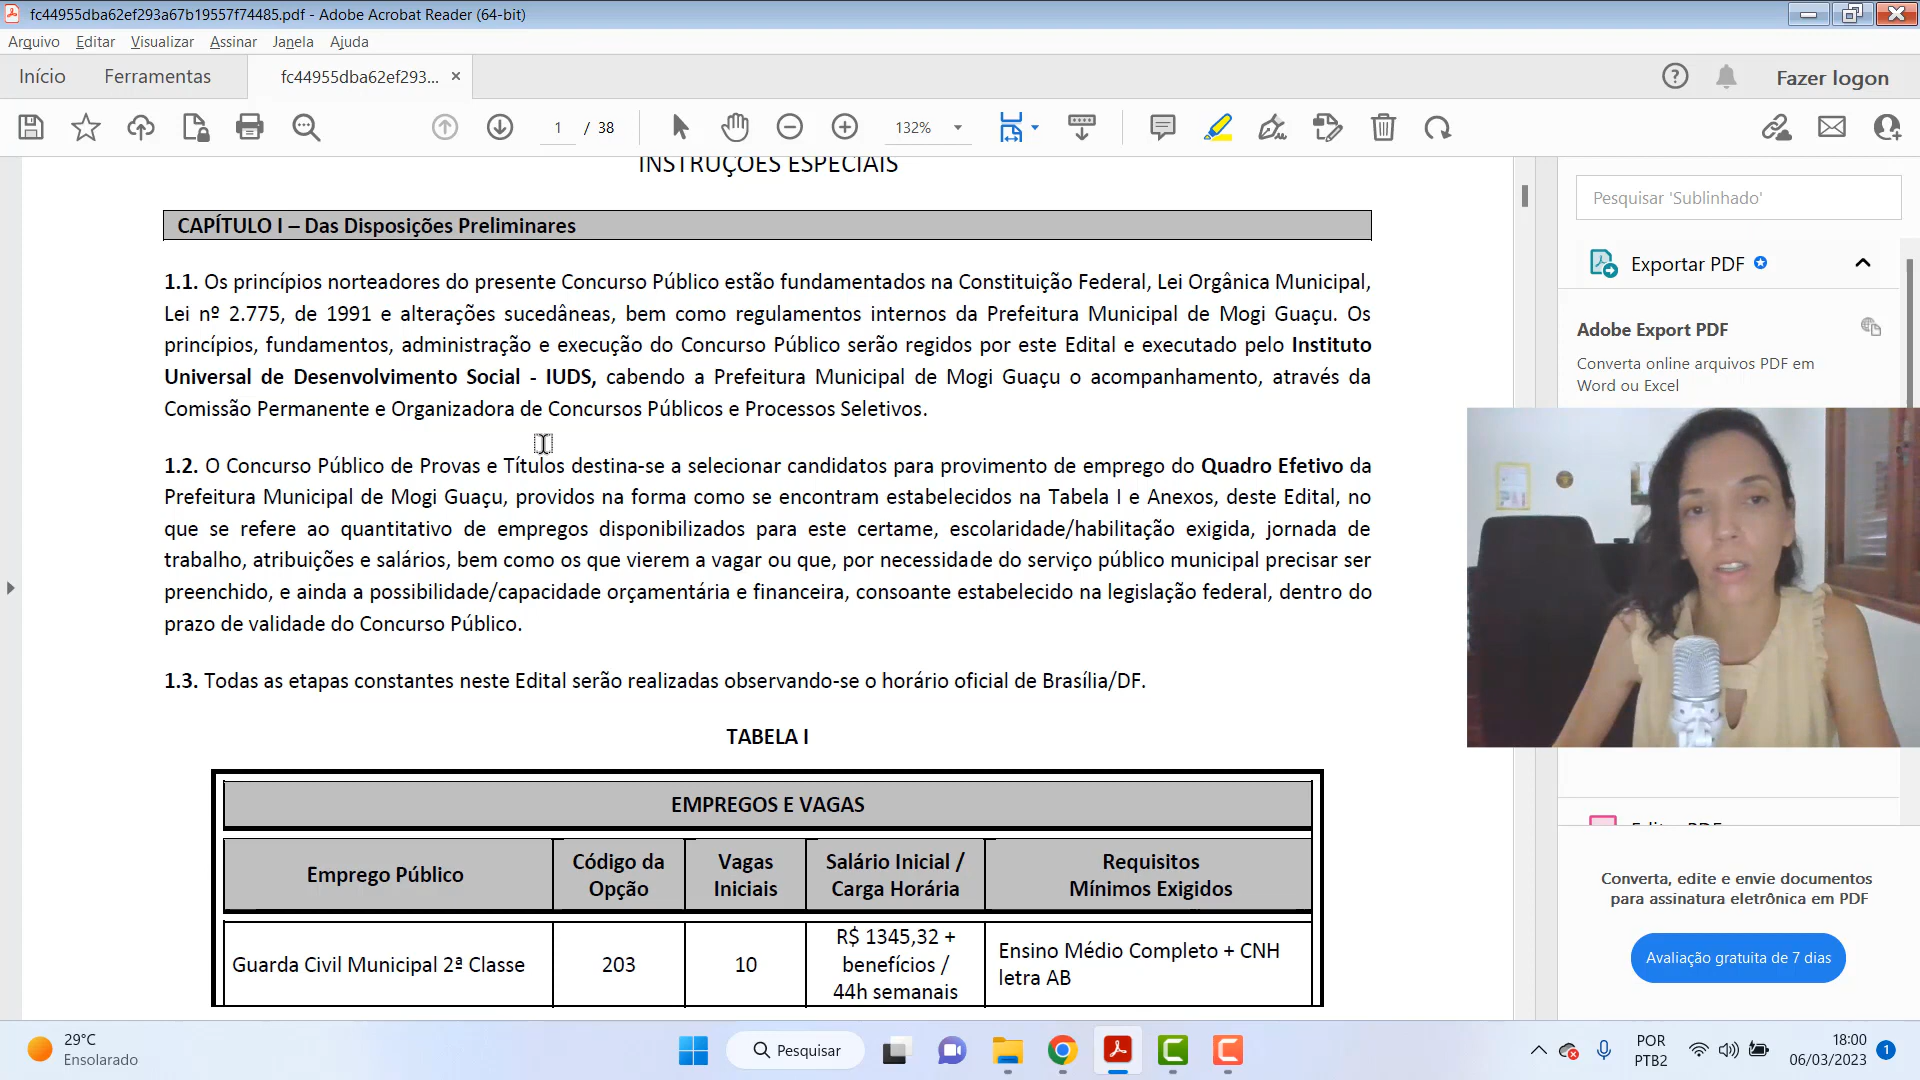 fc44955dba62ef293a67b19557f74485.pdf - Adobe Acrobat Reader (64-bit)
Arquivo Editar Visualizar Assinar Janela Ajuda
Início Ferramentas fc44955dba62ef293... × Fazer logon
1 / 38 132%
INSTRUÇÕES ESPECIAIS
CAPÍTULO I – Das Disposições Preliminares
1.1. Os princípios norteadores do presente Concurso Público estão fundamentados na Constituição Federal, Lei Orgânica Municipal,
Lei nº 2.775, de 1991 e alterações sucedâneas, bem como regulamentos internos da Prefeitura Municipal de Mogi Guaçu. Os
princípios, fundamentos, administração e execução do Concurso Público serão regidos por este Edital e executado pelo Instituto
Universal de Desenvolvimento Social - IUDS, cabendo a Prefeitura Municipal de Mogi Guaçu o acompanhamento, através da
Comissão Permanente e Organizadora de Concursos Públicos e Processos Seletivos.
1.2. O Concurso Público de Provas e Títulos destina-se a selecionar candidatos para provimento de emprego do Quadro Efetivo da
Prefeitura Municipal de Mogi Guaçu, providos na forma como se encontram estabelecidos na Tabela I e Anexos, deste Edital, no
que se refere ao quantitativo de empregos disponibilizados para este certame, escolaridade/habilitação exigida, jornada de
trabalho, atribuições e salários, bem como os que vierem a vagar ou que, por necessidade do serviço público municipal precisar ser
preenchido, e ainda a possibilidade/capacidade orçamentária e financeira, consoante estabelecido na legislação federal, dentro do
prazo de validade do Concurso Público.
1.3. Todas as etapas constantes neste Edital serão realizadas observando-se o horário oficial de Brasília/DF.
TABELA I
EMPREGOS E VAGAS
Emprego Público
Código da
Opção
Vagas
Iniciais
Salário Inicial /
Carga Horária
Requisitos
Mínimos Exigidos
Guarda Civil Municipal 2ª Classe
203
10
R$ 1345,32 +
benefícios /
44h semanais
Ensino Médio Completo + CNH
letra AB
Pesquisar 'Sublinhado'
Exportar PDF
Adobe Export PDF
Converta online arquivos PDF em
Word ou Excel
Converta, edite e envie documentos
para assinatura eletrônica em PDF
Avaliação gratuita de 7 dias
29°C
Ensolarado
Pesquisar
POR
PTB2
18:00
06/03/2023
1